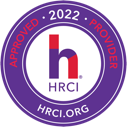 APPROVED • 2022 • PROVIDER
h
HRCI
HRCI.ORG